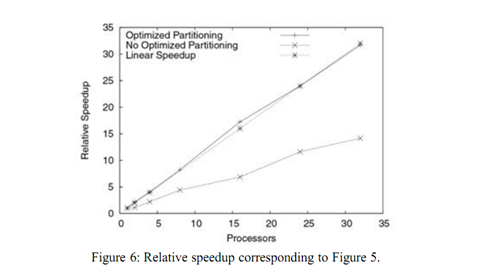 35
Optimized Partitioning
No Optimized Partitioning
Linear Speedup
30
25
20
15
10
5
0
Relative Speedup
0 5 10 15 20 25 30 35
Processors
Figure 6: Relative speedup corresponding to Figure 5.